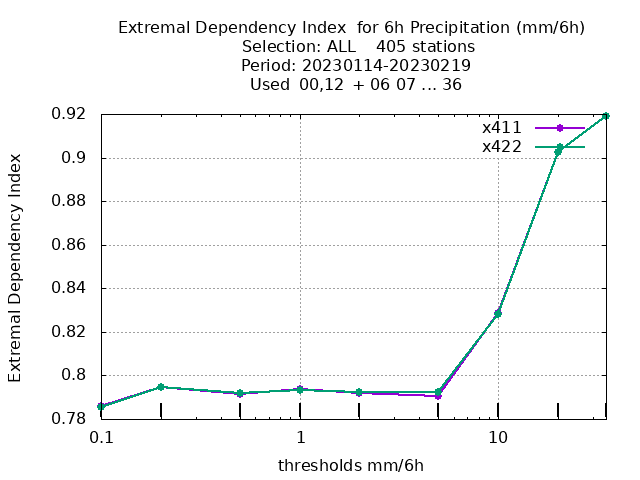 Extremal Dependency Index  for 6h Precipitation (mm/6h)
Selection: ALL    405 stations
Period: 20230114-20230219
Used  00,12  + 06 07 ... 36
x411
x422
0.92
0.9
0.88
0.86
0.84
0.82
0.8
0.78
Extremal Dependency Index
0.1
1
10
thresholds mm/6h